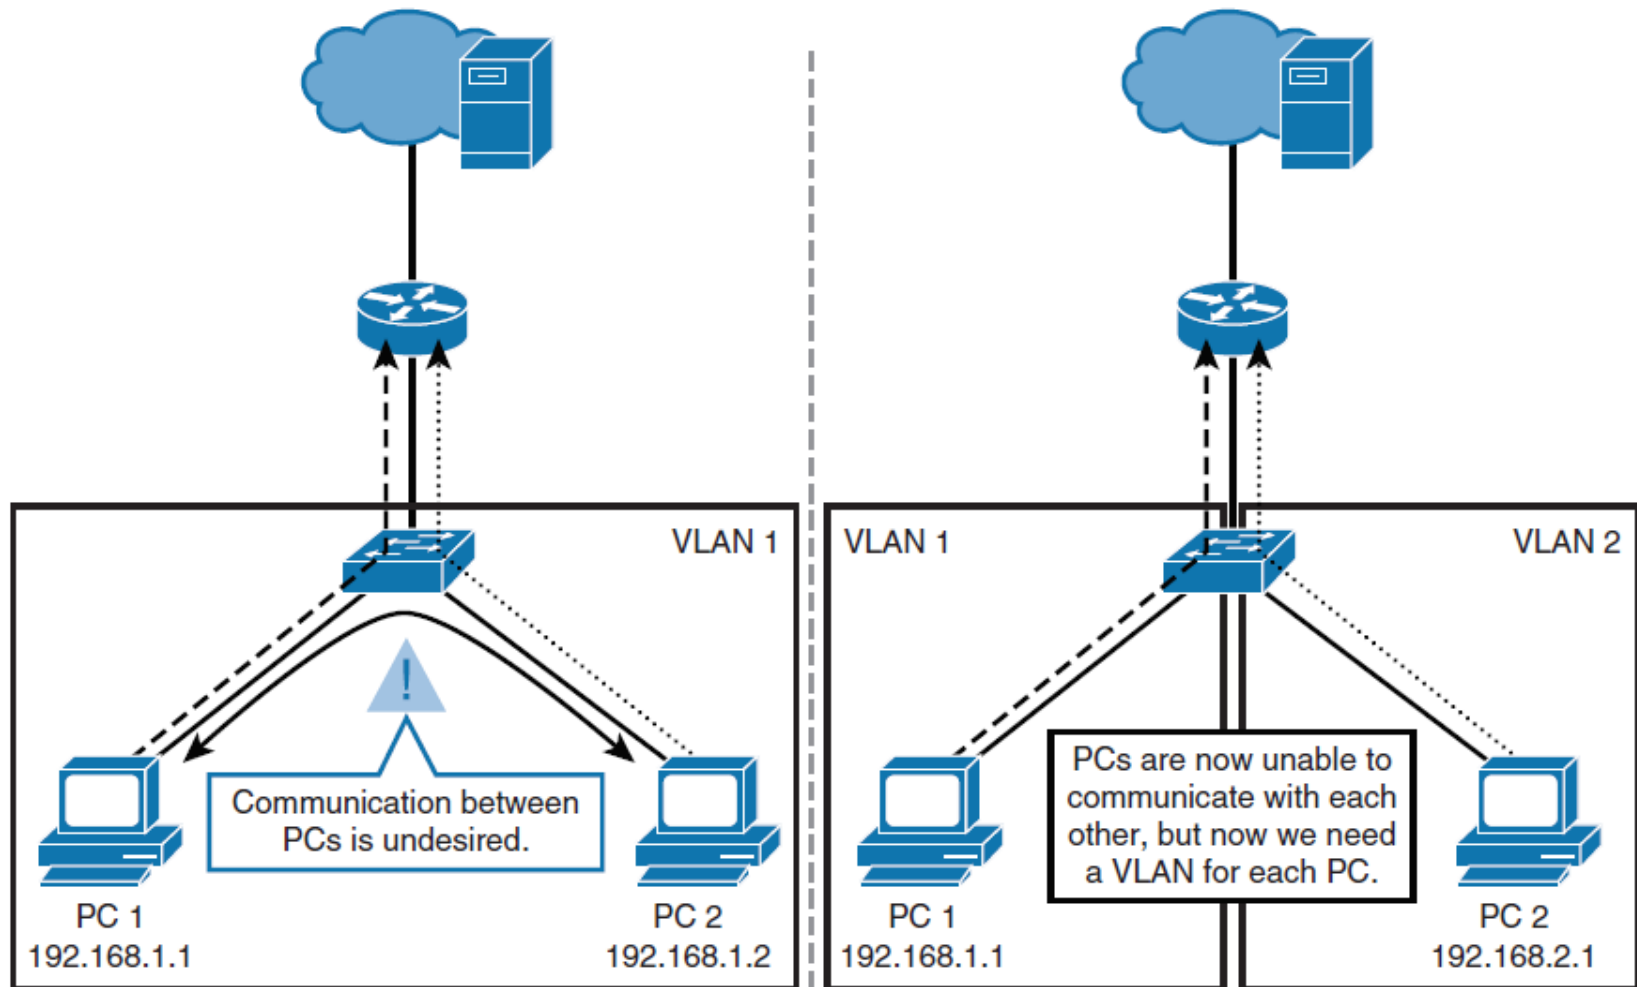 VLAN 1
!
Communication between
PCs is undesired.
PC 1
192.168.1.1
PC 2
192.168.1.2
VLAN 1
VLAN 2
PCs are now unable to
communicate with each
other, but now we need
a VLAN for each PC.
PC 1
192.168.1.1
PC 2
192.168.2.1